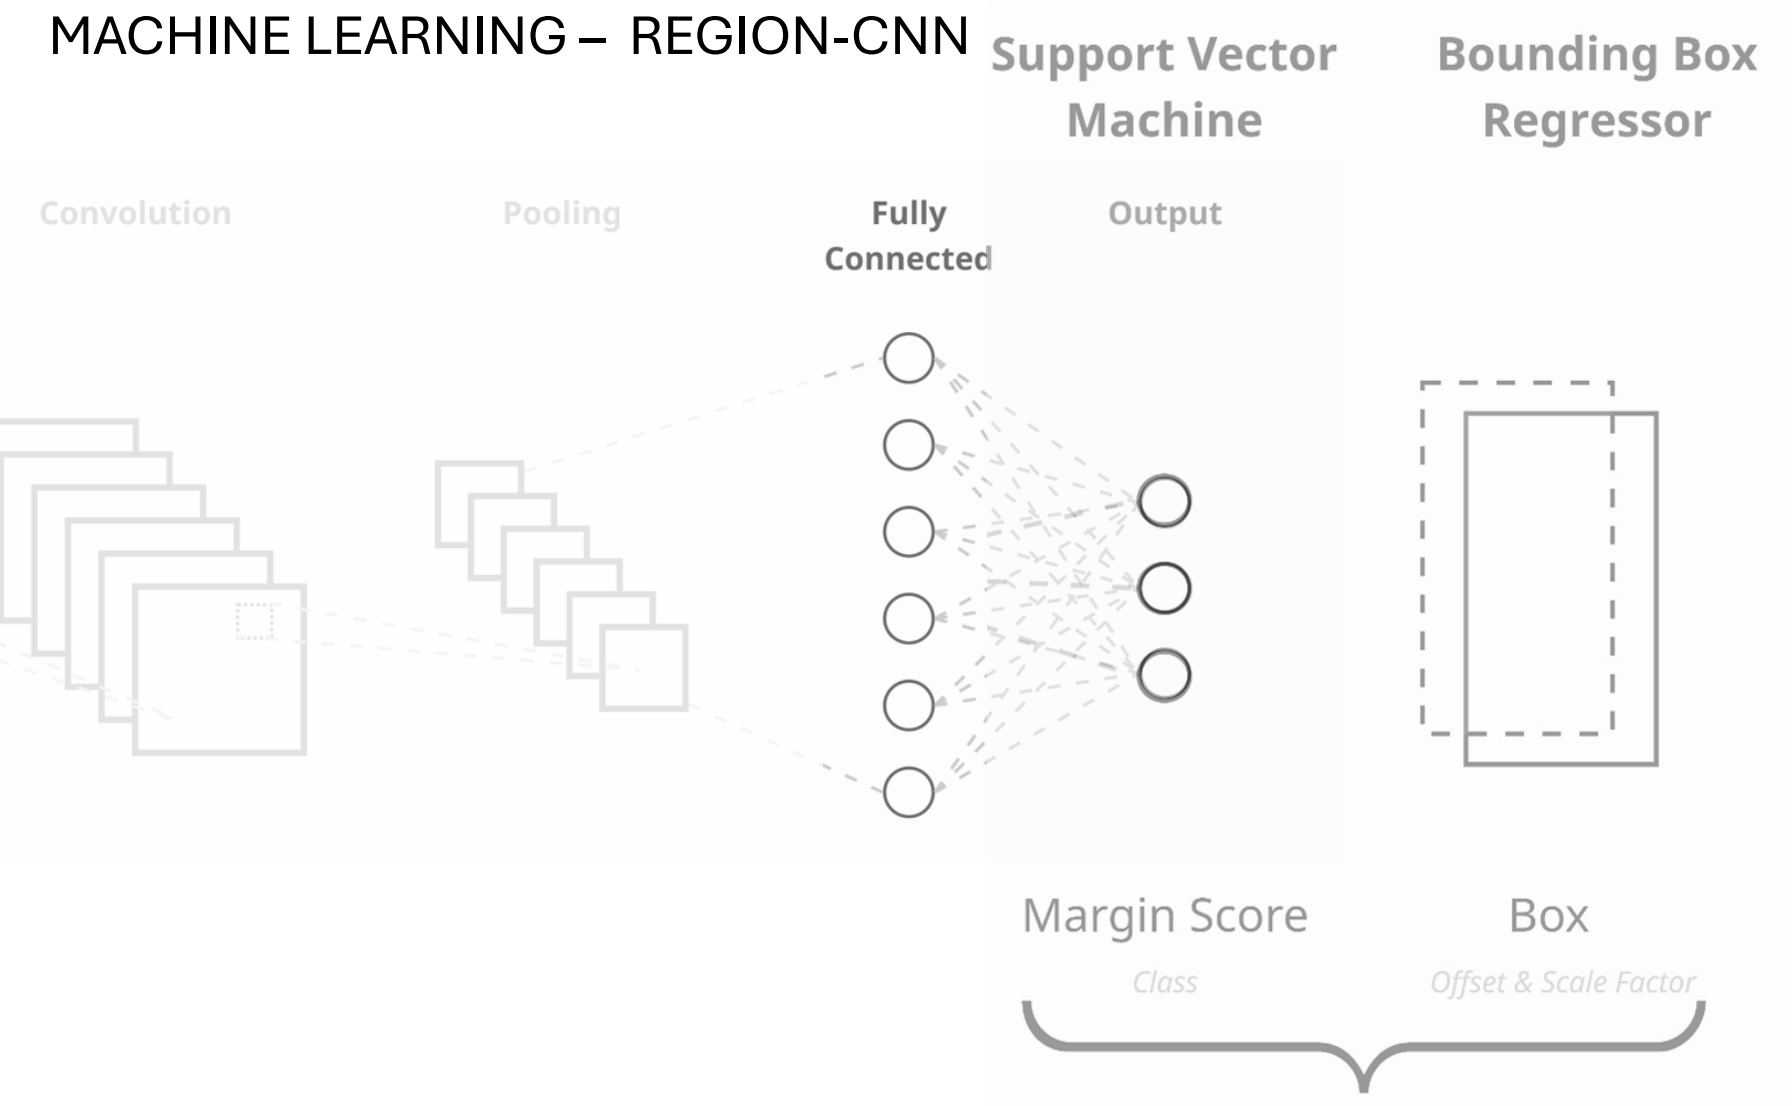 MACHINE LEARNING – REGION-CNN
Support Vector
Machine
Bounding Box
Regressor
Convolution
Pooling
Fully
Connected
Output
Margin Score
Box
Class
Offset & Scale Factor